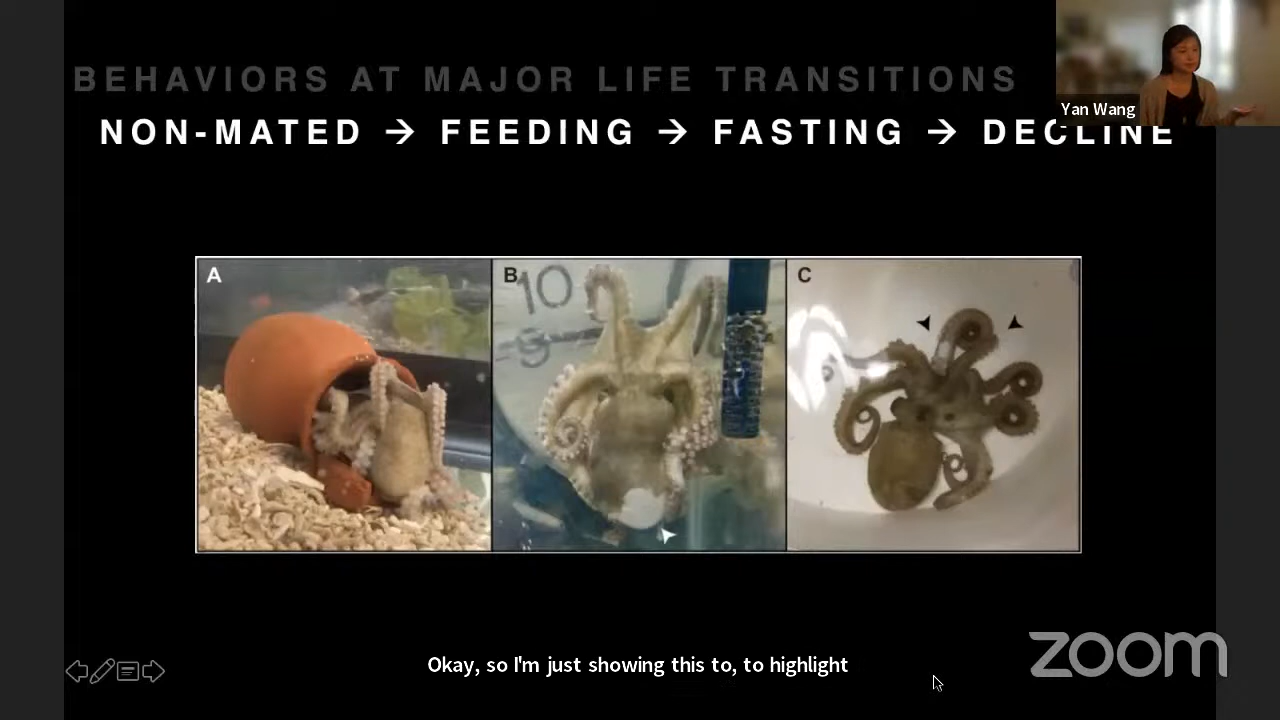 BEHAVIORS AT MAJOR LIFE TRANSITIONS
NON-MATED → FEEDING → FASTING → DECLINE
Yan Wang
A
B
C
10
9
Okay, so I'm just showing this to, to highlight
zoom